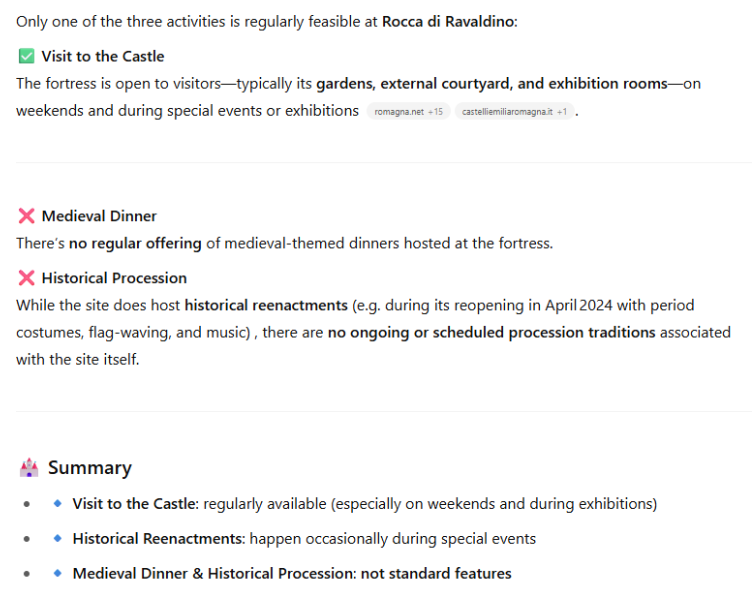 Only one of the three activities is regularly feasible at Rocca di Ravaldino:
✅ Visit to the Castle
The fortress is open to visitors—typically its gardens, external courtyard, and exhibition rooms—on
weekends and during special events or exhibitions romagna.net +15 castelliemiliaromagna.it +1 .
❌ Medieval Dinner
There's no regular offering of medieval-themed dinners hosted at the fortress.
❌ Historical Procession
While the site does host historical reenactments (e.g. during its reopening in April 2024 with period
costumes, flag-waving, and music) , there are no ongoing or scheduled procession traditions associated
with the site itself.
🏰 Summary
• 🔹 Visit to the Castle: regularly available (especially on weekends and during exhibitions)
• 🔹 Historical Reenactments: happen occasionally during special events
• 🔹 Medieval Dinner & Historical Procession: not standard features